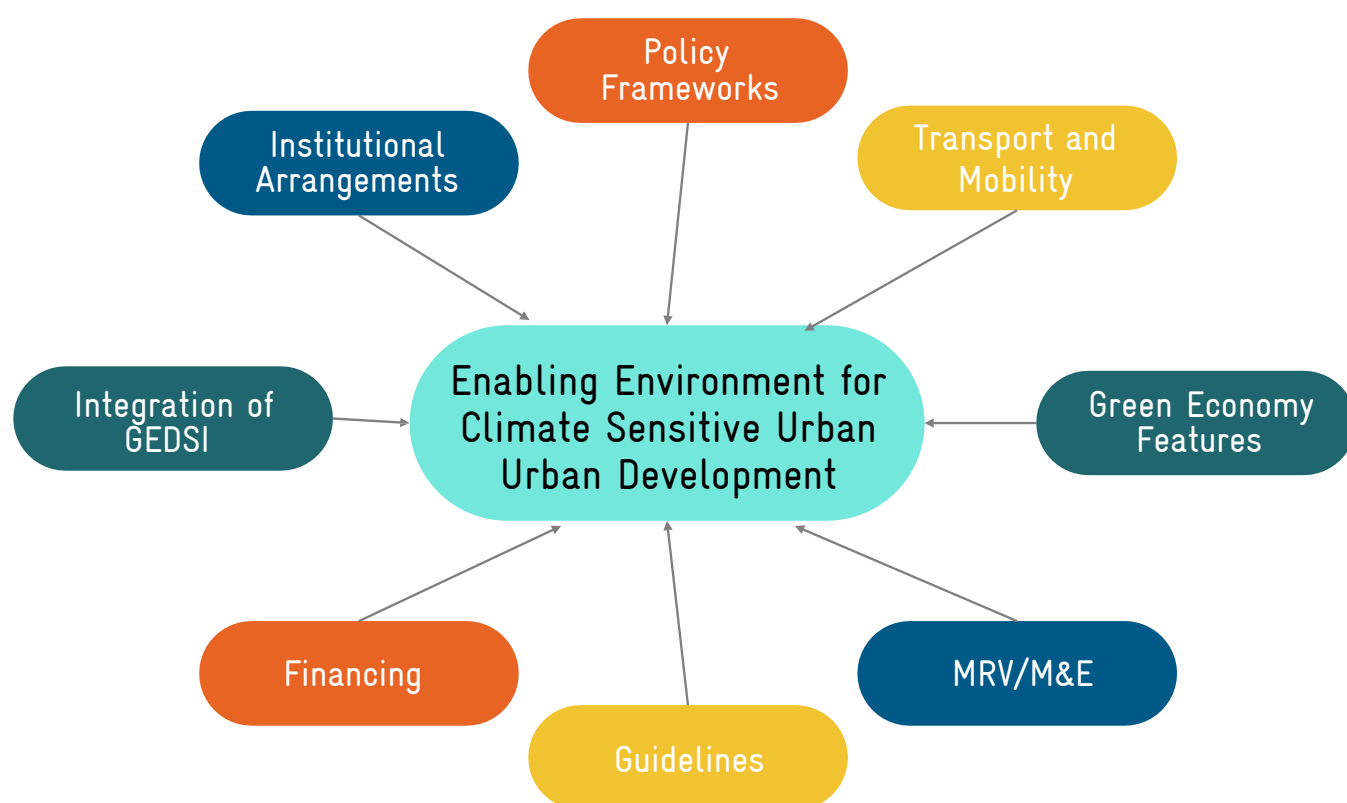 Policy
Frameworks
Institutional
Arrangements
Transport and
Mobility
Enabling Environment for
Climate Sensitive Urban
Urban Development
Integration of
GEDSI
Green Economy
Features
Financing
MRV/M&E
Guidelines